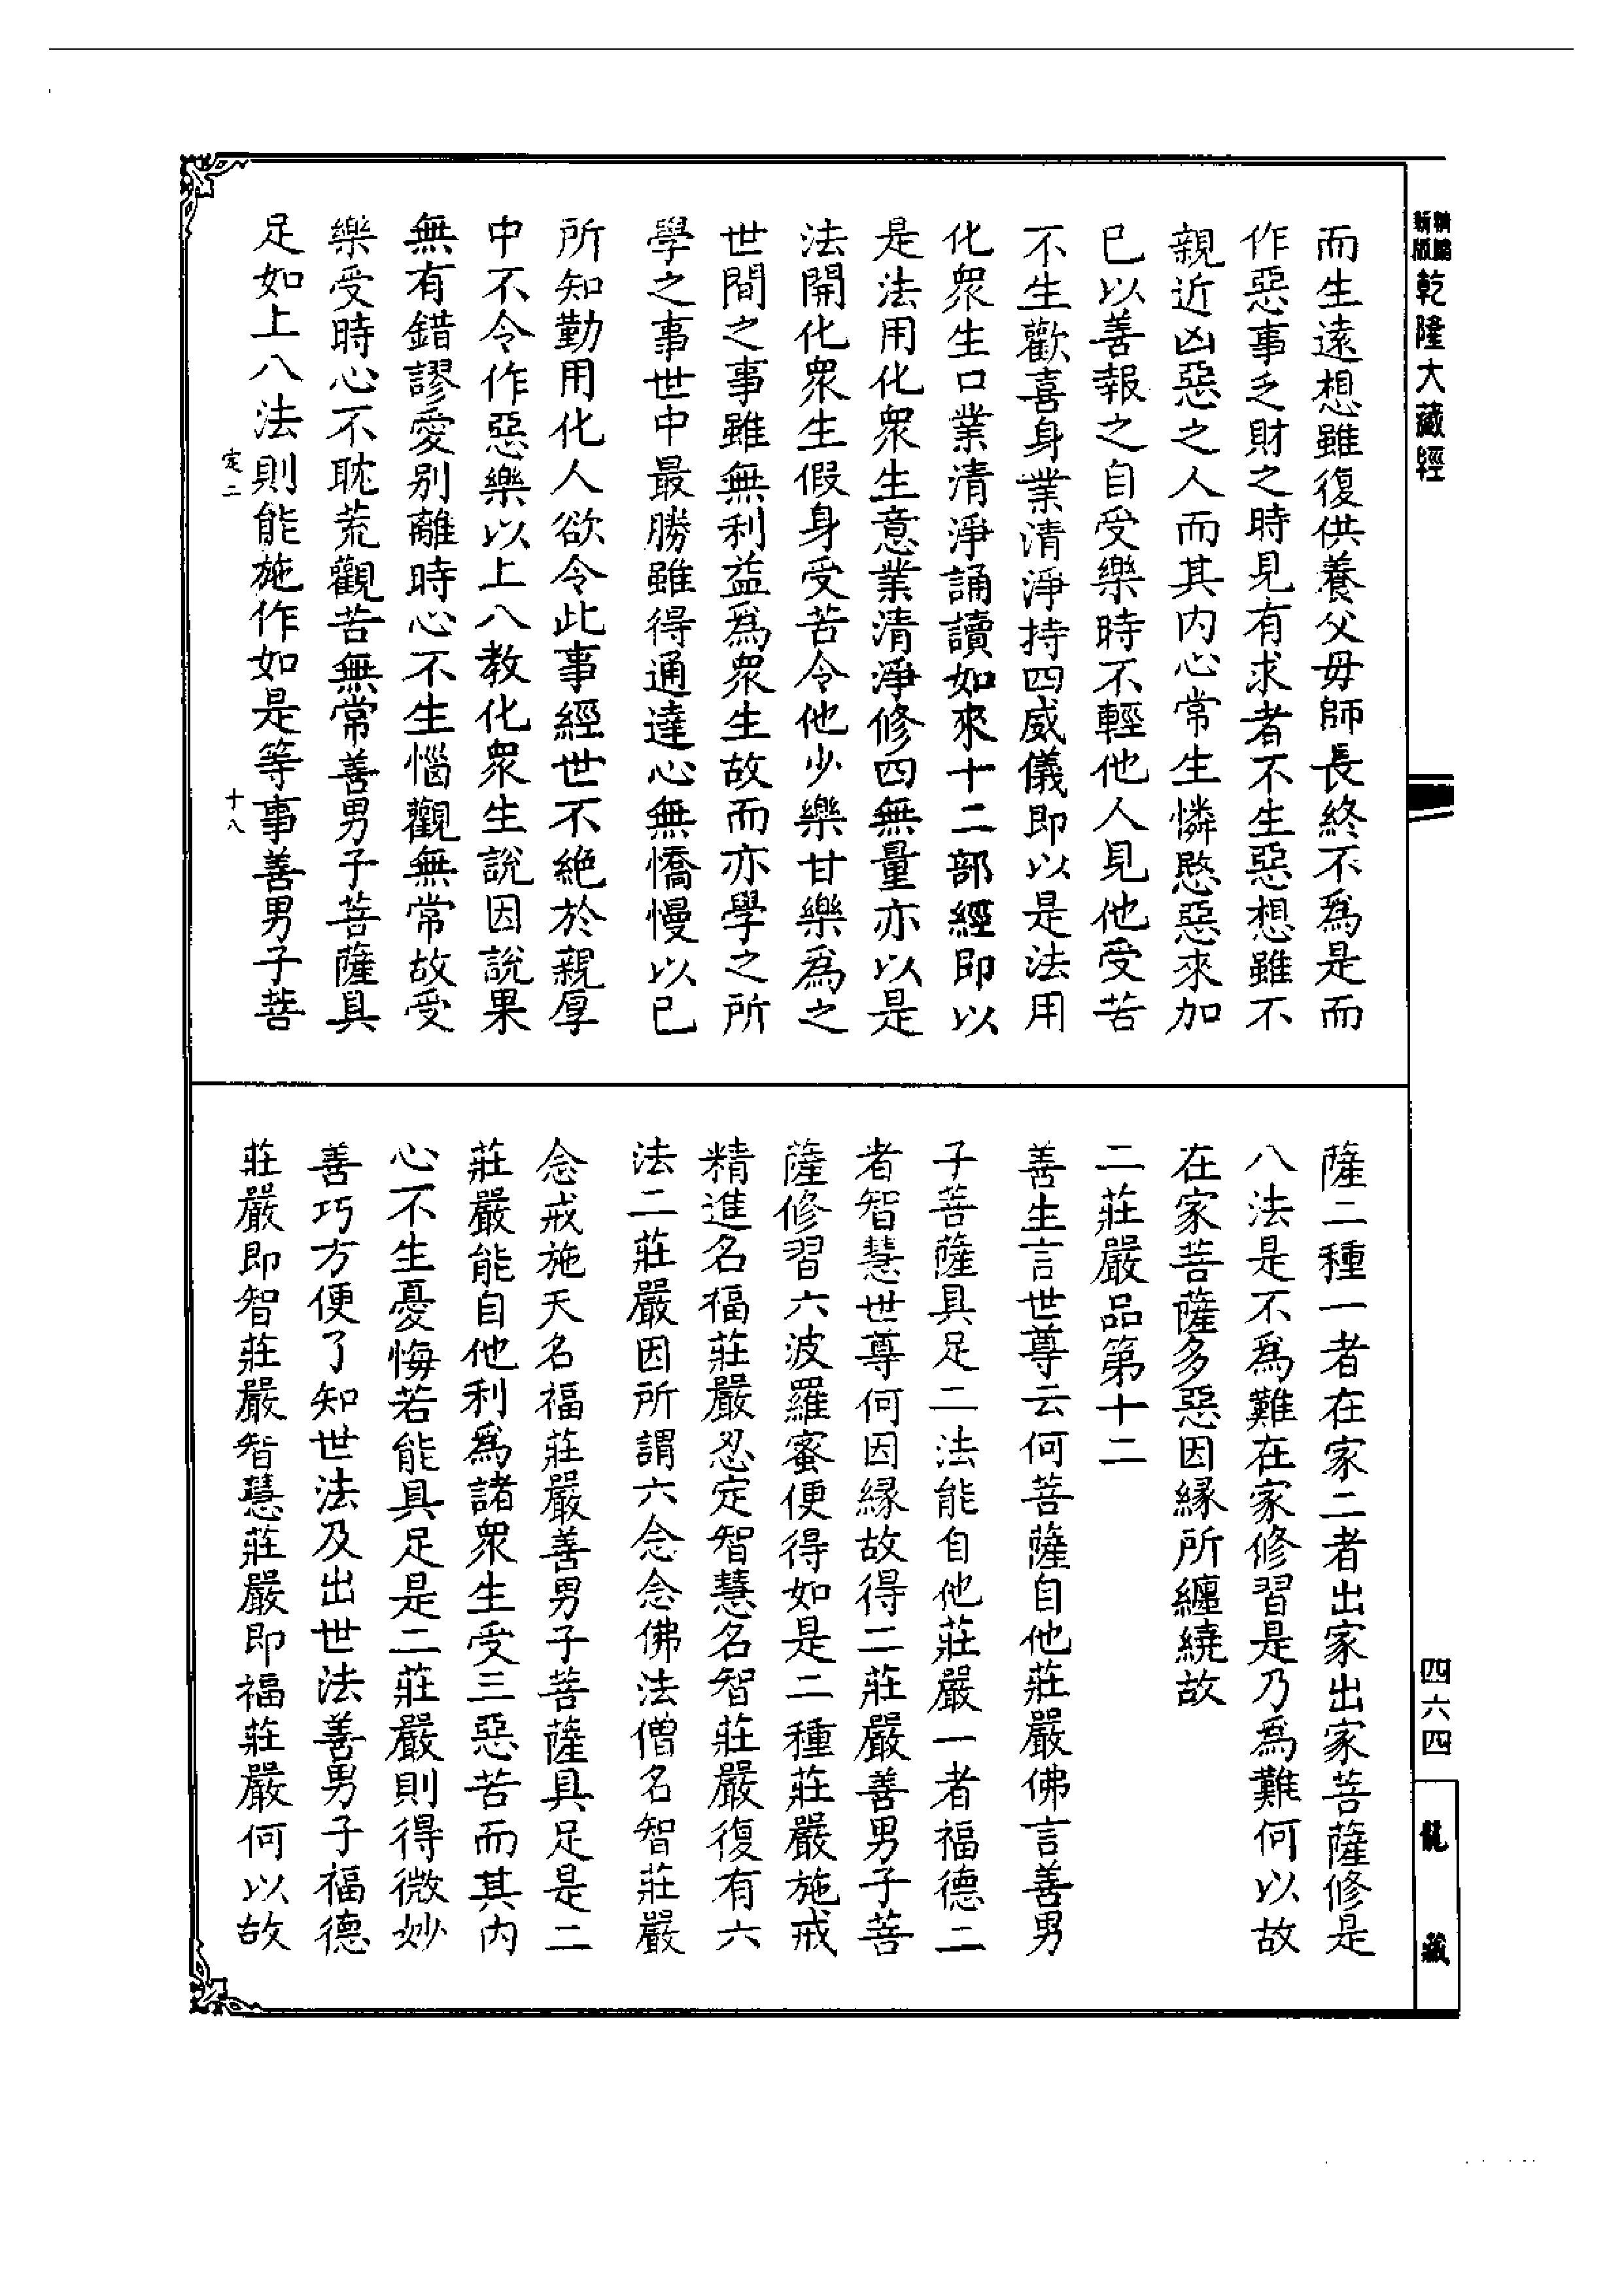 精編
新版
乾隆大藏經
而生遠想雖復供養父母師長終不爲是而
作惡事乏財之時見有求者不生惡想雖不
親近凶惡之人而其内心常生憐愍惡來加
已以善報之自受樂時不輕他人見他受苦
不生歡喜身業清淨持四威儀即以是法用
化衆生口業清淨誦讀如來十二部經即以
是法用化衆生意業清淨修四無量亦以是
法開化衆生假身受苦令他少樂甘樂爲之
世間之事雖無利益爲衆生故而亦學之所
學之事世中最勝雖得通達心無憍慢以已
所知勤用化人欲令此事經世不絶於親厚
中不令作惡樂以上八教化衆生說因說果
無有錯謬愛別離時心不生惱觀無常故受
樂受時心不耽荒觀苦無常善男子菩薩具
足如上八法則能施作如是等事善男子菩
定二
十八
薩二種一者在家二者出家出家菩薩修是
八法是不爲難在家修習是乃爲難何以故
在家菩薩多惡因緣所纏繞故
二莊嚴品第十二
善生言世尊云何菩薩自他莊嚴佛言善男
子菩薩具足二法能自他莊嚴一者福德二
者智慧世尊何因緣故得二莊嚴善男子菩
薩修習六波羅蜜便得如是二種莊嚴施戒
精進名福莊嚴忍定智慧名智莊嚴復有六
法二莊嚴因所謂六念念佛法僧名智莊嚴
念戒施天名福莊嚴善男子菩薩具足是二
莊嚴能自他利爲諸衆生受三惡苦而其内
心不生憂悔若能具足是二莊嚴則得微妙
善巧方便了知世法及出世法善男子福德
莊嚴即智莊嚴智慧莊嚴即福莊嚴何以故
四六四
龍藏